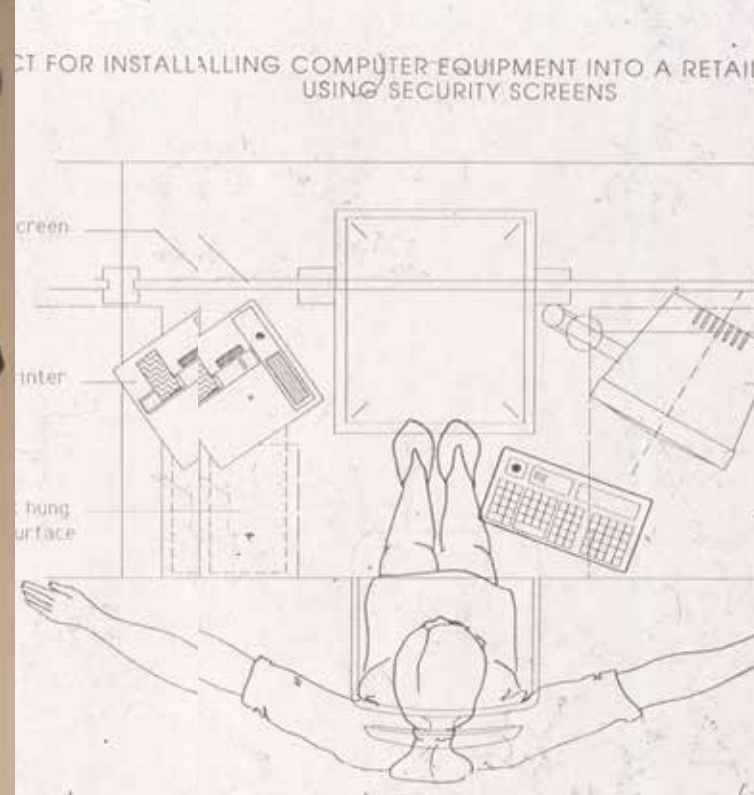 CT FOR INSTALLALLING COMPUTER EQUIPMENT INTO A RETAIL
USING SECURITY SCREENS
creen
inter
hung
urface